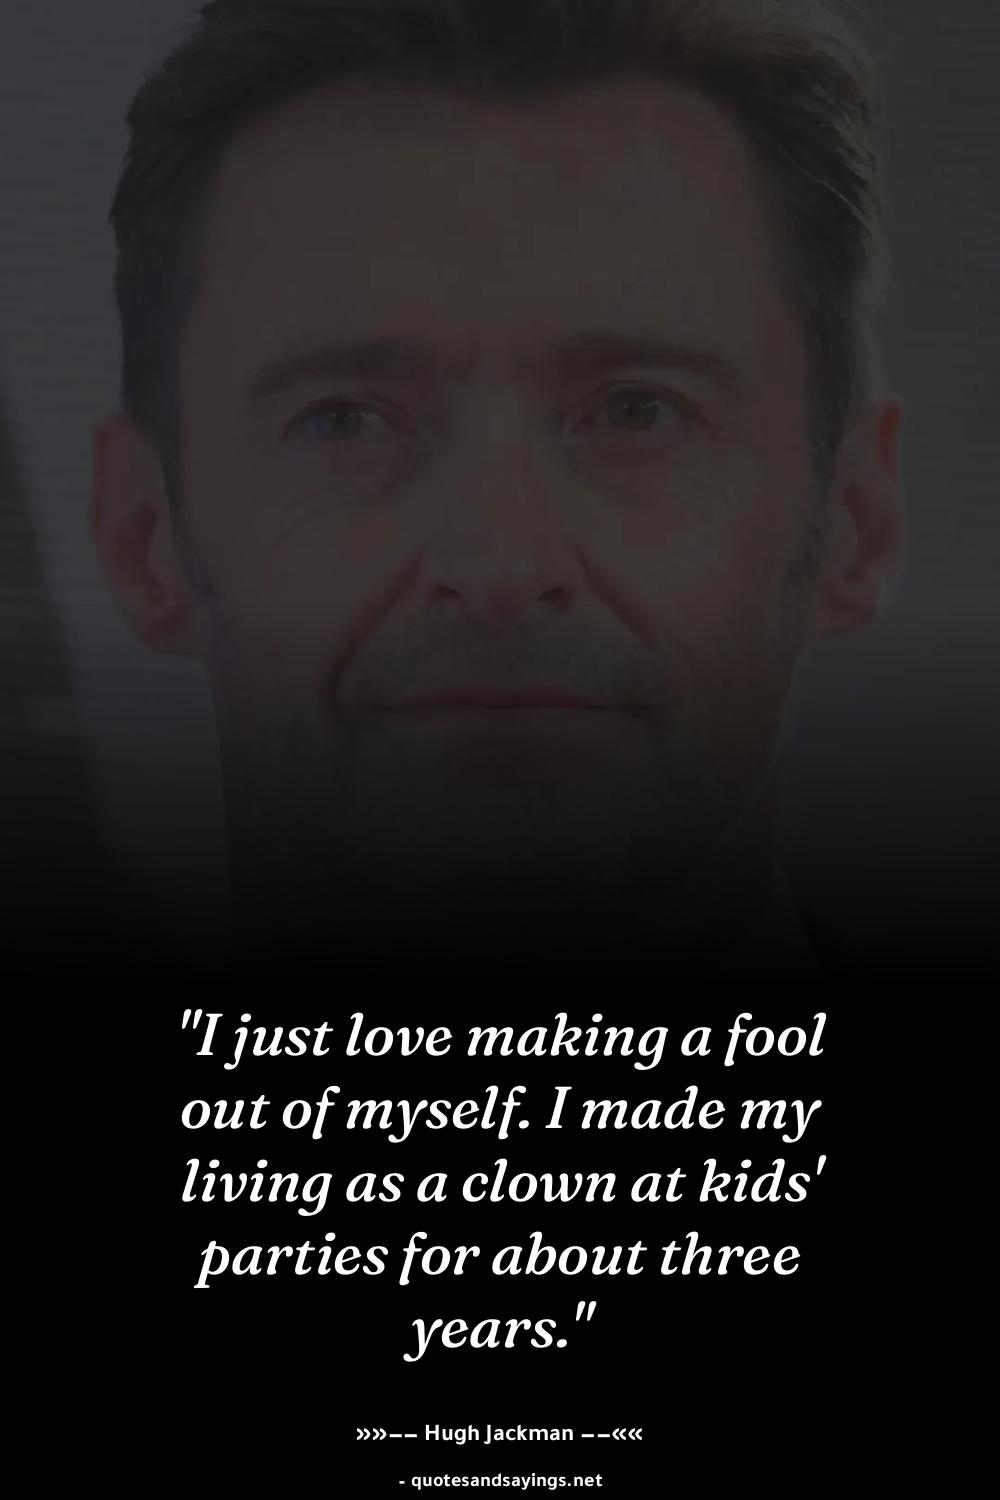 "I just love making a fool
out of myself. I made my
living as a clown at kids'
parties for about three
years."
»»–– Hugh Jackman ––««
- quotesandsayings.net